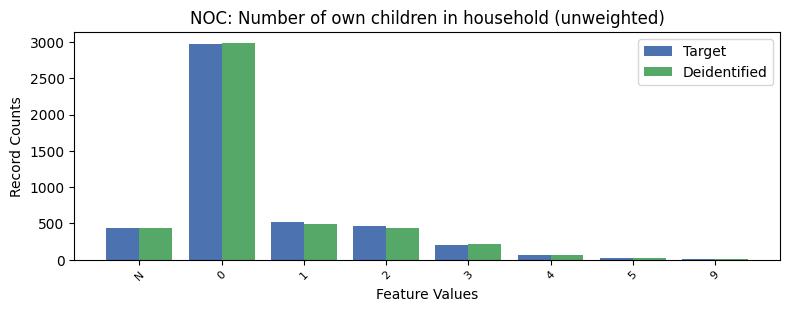 NOC: Number of own children in household (unweighted)
Target
Deidentified
Record Counts
3000
2500
2000
1500
1000
500
0
N 0 1 2 3 4 5 9
Feature Values